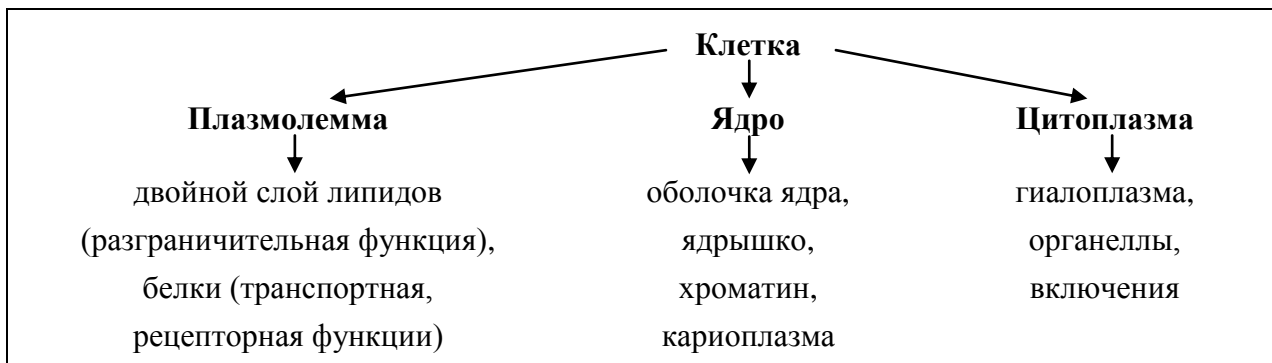 Клетка
Плазмолемма
двойной слой липидов
(разграничительная функция),
белки (транспортная,
рецепторная функции)
Ядро
оболочка ядра,
ядрышко,
хроматин,
кариоплазма
Цитоплазма
гиалоплазма,
органеллы,
включения